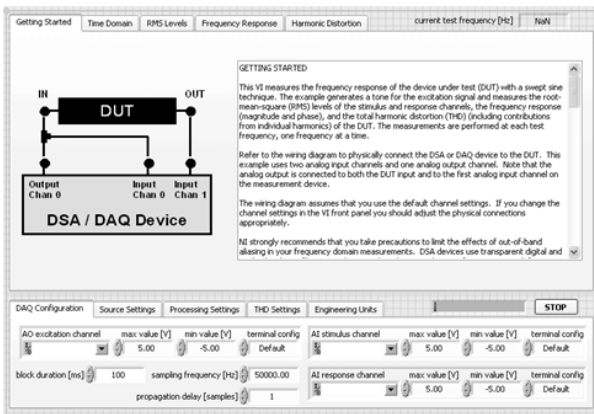 Getting Started Time Domain RMS Levels Frequency Response Harmonic Distortion current test frequency [Hz] NaN
IN OUT
DUT
Output Chan 0 Input Chan 0 Input Chan 1
DSA / DAQ Device
GETTING STARTED
This VI measures the frequency response of the device under test (DUT) with a swept sine
technique. The example generates a tone for the excitation signal and measures the root-
mean-square (RMS) levels of the stimulus and response channels, the frequency response
(magnitude and phase), and the total harmonic distortion (THD) (including contributions
from individual harmonics) of the DUT. The measurements are performed at each test
frequency, one frequency at a time.
Refer to the wiring diagram to physically connect the DSA or DAQ device to the DUT. This
example uses two analog input channels and one analog output channel. Note that the
analog output is connected to both the DUT input and to the first analog input channel on
the measurement device.
The wiring diagram assumes that you use the default channel settings. If you change the
channel settings in the VI front panel you should adjust the physical connections
appropriately.
NI strongly recommends that you take precautions to limit the effects of out-of-band
aliasing in your frequency domain measurements. DSA devices use transparent digital and
DAQ Configuration Source Settings Processing Settings THD Settings Engineering Units STOP
AO excitation channel max value [V] min value [V] terminal config AI stimulus channel max value [V] min value [V] terminal config
5.00 -5.00 Default 5.00 -5.00 Default
block duration [ms] 100 sampling frequency [Hz] 50000.00 AI response channel max value [V] min value [V] terminal config
propagation delay [samples] 1 5.00 -5.00 Default